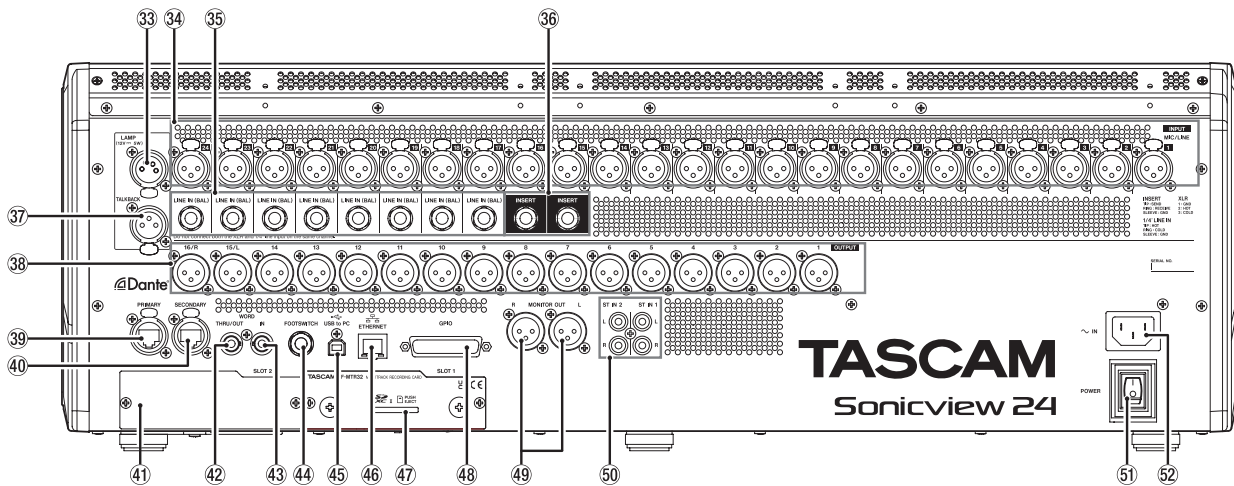 33 34 35 36
LAMP
(12V⎓ 5W)
INPUT
MIC/LINE
24 23 22 21 20 19 18 17 16 15 14 13 12 11 10 9 8 7 6 5 4 3 2 1
TALKBACK
LINE IN (BAL) LINE IN (BAL) LINE IN (BAL) LINE IN (BAL) LINE IN (BAL) LINE IN (BAL) LINE IN (BAL) LINE IN (BAL) INSERT INSERT
INSERT
TIP : SEND
RING : RECEIVE
SLEEVE : GND
XLR
1 : GND
2 : HOT
3 : COLD
1/4" LINE IN
TIP : HOT
RING : COLD
SLEEVE : GND
37
38
16/R 15/L 14 13 12 11 10 9 8 7 6 5 4 3 2 1 OUTPUT
SERIAL NO.
Dante
PRIMARY SECONDARY
WORD
THRU/OUT IN
FOOTSWITCH
USB to PC
ETHERNET
GPIO
R MONITOR OUT L
ST IN 2 ST IN 1
L L
R R
39
40
∼ IN
TASCAM
Sonicview 24
POWER
SLOT 2
TASCAM
TRACK RECORDING CARD
SLOT 1
PUSH
EJECT
41 42 43 44 45 46 47 48 49 50 51 52